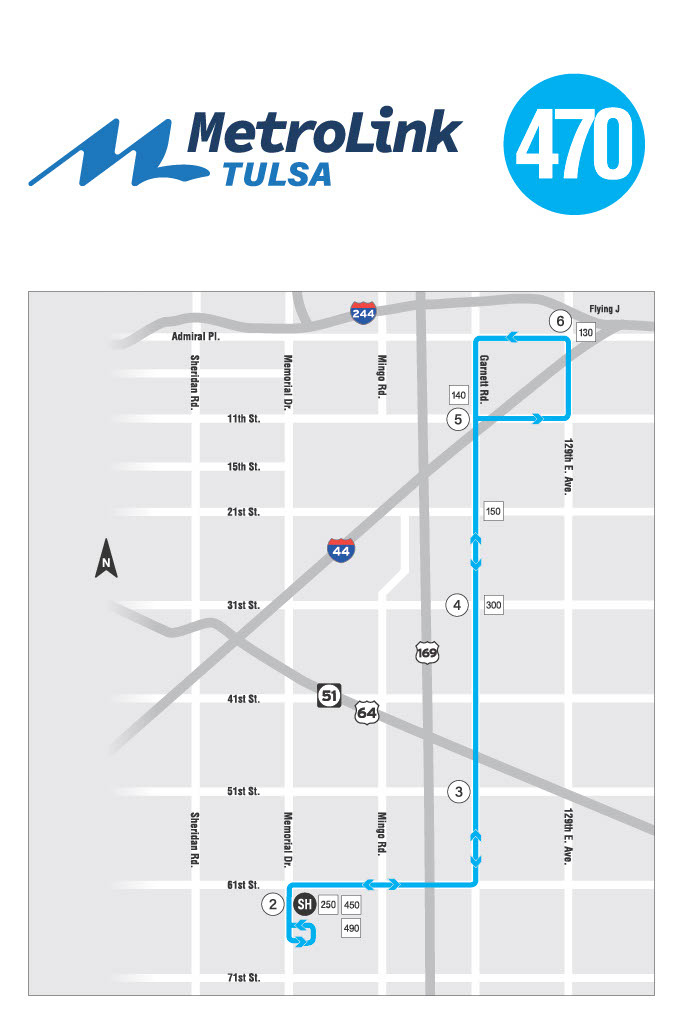 MetroLink
TULSA
470
Flying J
244
6
130
Admiral Pl.
Sheridan Rd.
Memorial Dr.
Mingo Rd.
Garnett Rd.
140
11th St.
5
129th E. Ave.
15th St.
21st St.
150
44
N
31st St.
4
300
169
41st St.
51
64
51st St.
3
Sheridan Rd.
Memorial Dr.
Mingo Rd.
129th E. Ave.
61st St.
2
SH
250
450
490
71st St.